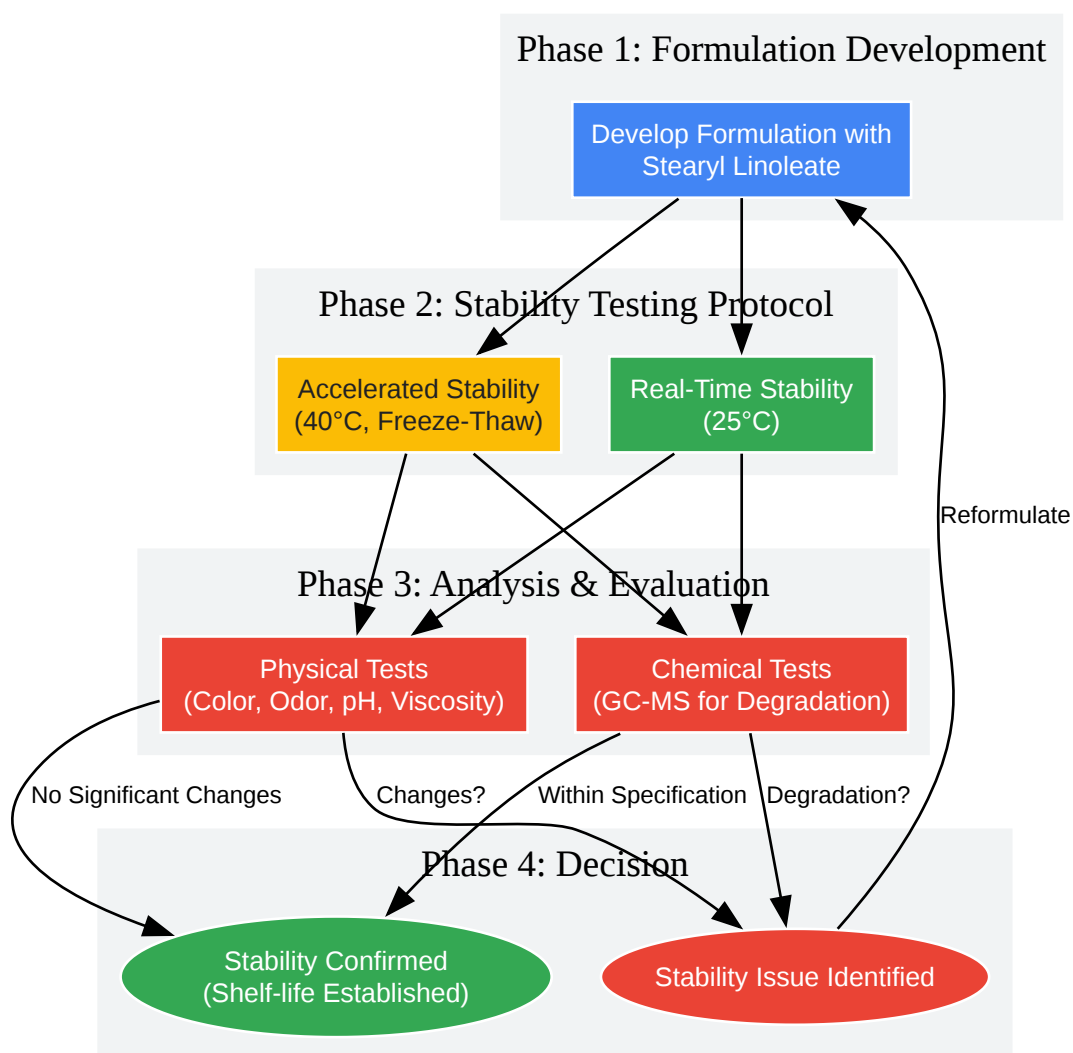 Phase 1: Formulation Development
Develop Formulation with
Stearyl Linoleate
Phase 2: Stability Testing Protocol
Accelerated Stability
(40°C, Freeze-Thaw)
Real-Time Stability
(25°C)
Reformulate
Phase 3: Analysis & Evaluation
Physical Tests
(Color, Odor, pH, Viscosity)
Chemical Tests
(GC-MS for Degradation)
No Significant Changes
Changes?
Within Specification
Degradation?
Phase 4: Decision
Stability Confirmed
(Shelf-life Established)
Stability Issue Identified